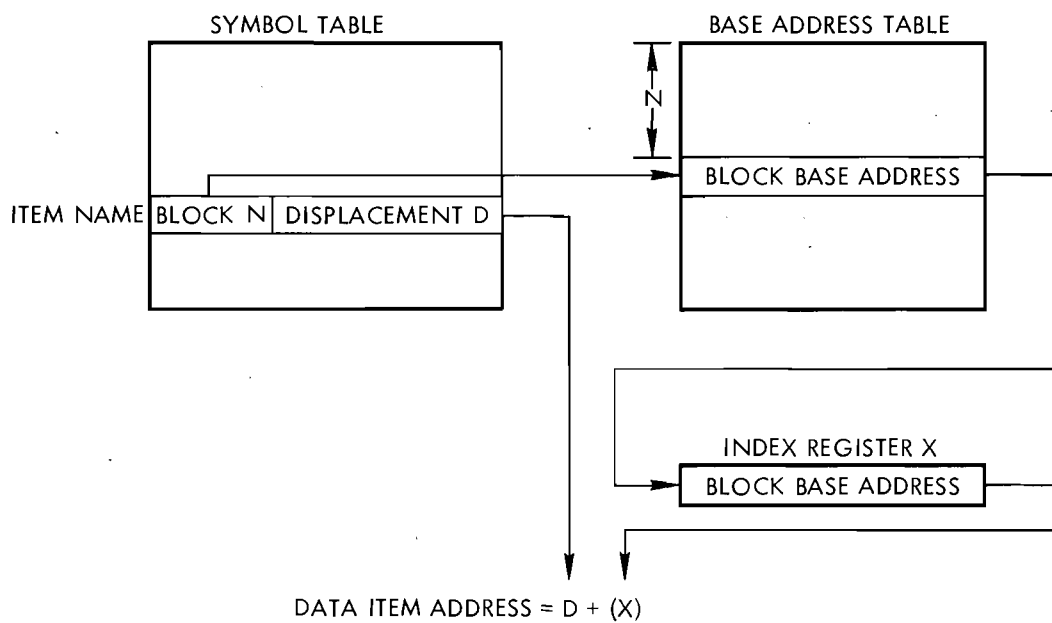 SYMBOL TABLE
BASE ADDRESS TABLE
N
BLOCK BASE ADDRESS
ITEM NAME
BLOCK N
DISPLACEMENT D
INDEX REGISTER X
BLOCK BASE ADDRESS
DATA ITEM ADDRESS = D + (X)